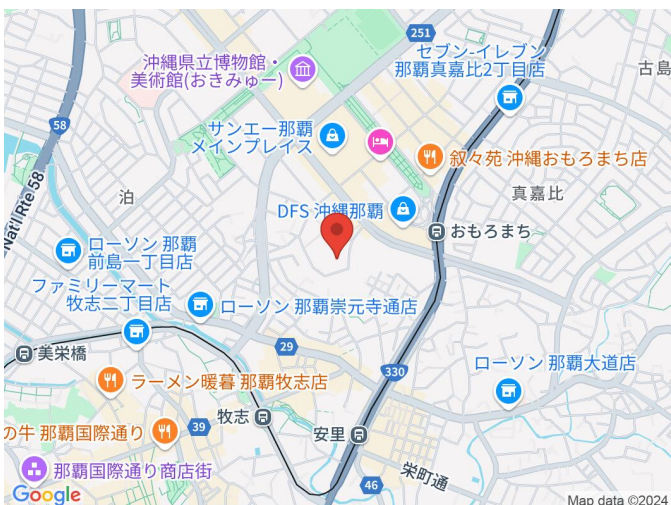 251
セブン-イレブン
那覇真嘉比2丁目店
古島
沖縄県立博物館・
美術館(おきみゅー)
58
サンエー那覇
メインプレイス
叙々苑 沖縄おもろまち店
真嘉比
泊
DFS 沖縄那覇
おもろまち
Nat'l Rte 58
ローソン 那覇
前島一丁目店
ファミリーマート
牧志二丁目店
ローソン 那覇崇元寺通店
29
美栄橋
330
ローソン 那覇大道店
ラーメン暖暮 那覇牧志店
39
牧志
の牛 那覇国際通り
安里
栄町通
那覇国際通り商店街
46
Google
Map data ©2024